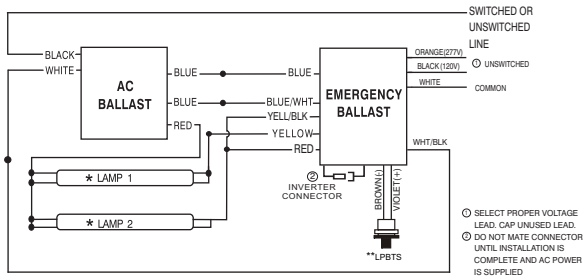 SWITCHED OR
UNSWITCHED
LINE
BLACK
WHITE
AC
BALLAST
BLUE
BLUE
RED
BLUE
BLUE/WHT
YELL/BLK
YELLOW
RED
EMERGENCY
BALLAST
ORANGE(277V)
BLACK (120V)
① UNSWITCHED
WHITE
COMMON
WHT/BLK
* LAMP 1
* LAMP 2
②
INVERTER
CONNECTOR
BROWN(-)
VIOLET(+)
**LPBTS
① SELECT PROPER VOLTAGE
LEAD. CAP UNUSED LEAD.
② DO NOT MATE CONNECTOR
UNTIL INSTALLATION IS
COMPLETE AND AC POWER
IS SUPPLIED